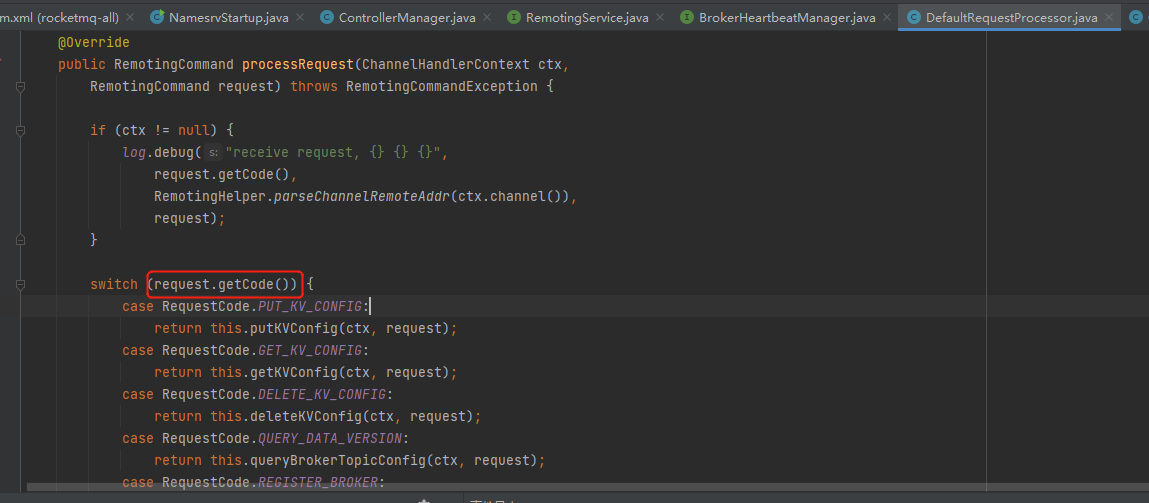 m.xml (rocketmq-all) × NamesrvStartup.java × ControllerManager.java × RemotingService.java × BrokerHeartbeatManager.java × DefaultRequestProcessor.java ×
@Override
public RemotingCommand processRequest(ChannelHandlerContext ctx,
RemotingCommand request) throws RemotingCommandException {
if (ctx != null) {
log.debug( s: "receive request, {} {} {}",
request.getCode(),
RemotingHelper.parseChannelRemoteAddr(ctx.channel()),
request);
}
switch (request.getCode()) {
case RequestCode.PUT_KV_CONFIG:
return this.putKVConfig(ctx, request);
case RequestCode.GET_KV_CONFIG:
return this.getKVConfig(ctx, request);
case RequestCode.DELETE_KV_CONFIG:
return this.deleteKVConfig(ctx, request);
case RequestCode.QUERY_DATA_VERSION:
return this.queryBrokerTopicConfig(ctx, request);
case RequestCode.REGISTER_BROKER: